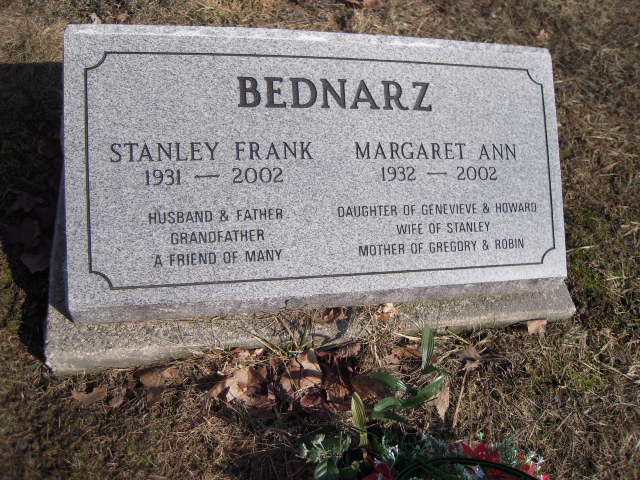 BEDNARZ
STANLEY FRANK
1931 — 2002
HUSBAND & FATHER
GRANDFATHER
A FRIEND OF MANY
MARGARET ANN
1932 — 2002
DAUGHTER OF GENEVIEVE & HOWARD
WIFE OF STANLEY
MOTHER OF GREGORY & ROBIN